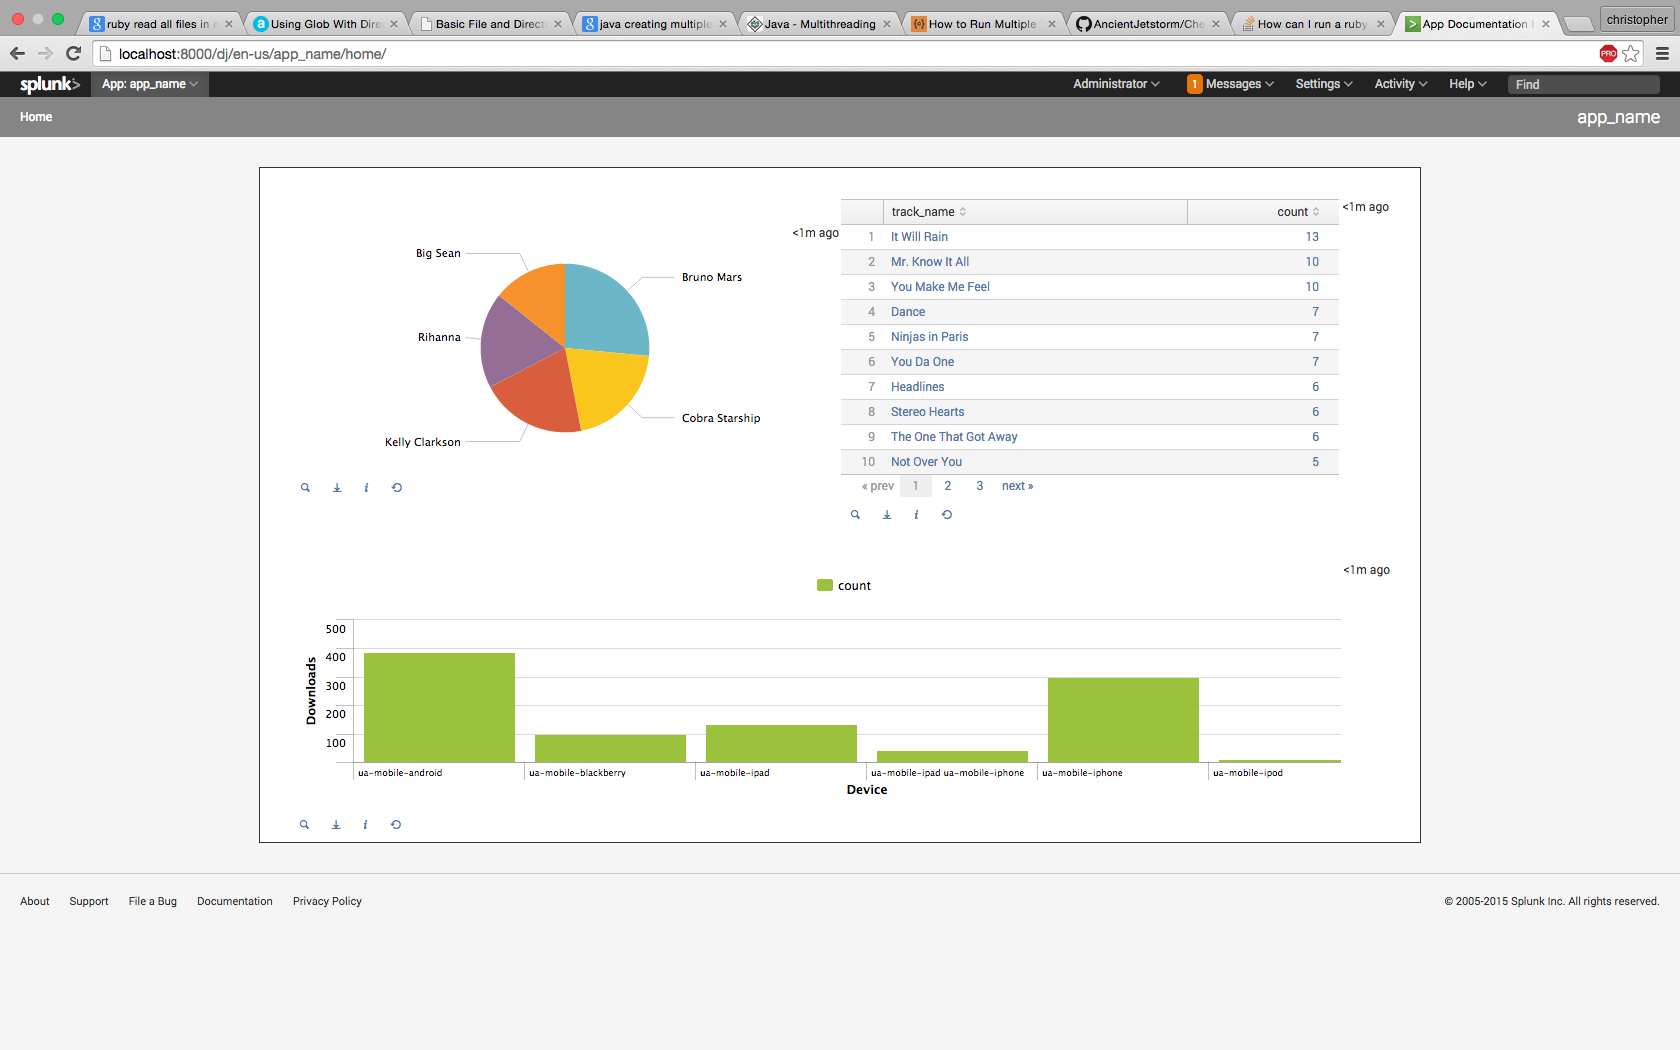 ruby read all files in
Using Glob With Dire
Basic File and Direct
java creating multiple
Java - Multithreading
How to Run Multiple
AncientJetstorm/Che
How can I run a ruby
App Documentation
christopher
localhost:8000/dj/en-us/app_name/home/
PRO
splunk>
App: app_name
Administrator
1 Messages
Settings
Activity
Help
Find
Home
app_name
Big Sean
Bruno Mars
Rihanna
Cobra Starship
Kelly Clarkson
<1m ago
track_name count
<1m ago
1 It Will Rain 13
2 Mr. Know It All 10
3 You Make Me Feel 10
4 Dance 7
5 Ninjas in Paris 7
6 You Da One 7
7 Headlines 6
8 Stereo Hearts 6
9 The One That Got Away 6
10 Not Over You 5
« prev 1 2 3 next »
<1m ago
count
500
400
300
200
100
Downloads
ua-mobile-android
ua-mobile-blackberry
ua-mobile-ipad
ua-mobile-ipad ua-mobile-iphone
ua-mobile-iphone
ua-mobile-ipod
Device
About
Support
File a Bug
Documentation
Privacy Policy
© 2005-2015 Splunk Inc. All rights reserved.